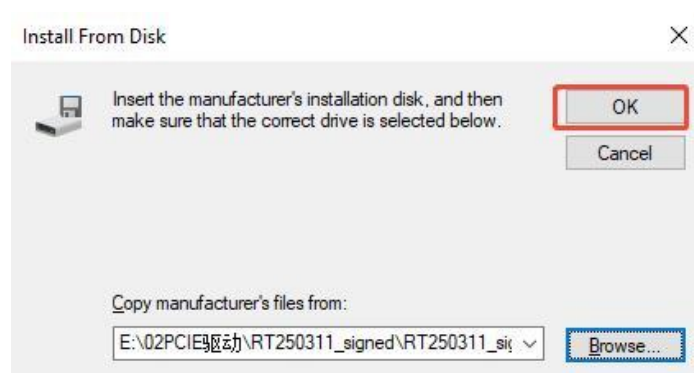 Install From Disk
Insert the manufacturer's installation disk, and then
make sure that the correct drive is selected below.
OK
Cancel
Copy manufacturer's files from:
E:\02PCIE驱动\RT250311_signed\RT250311_sig
Browse...